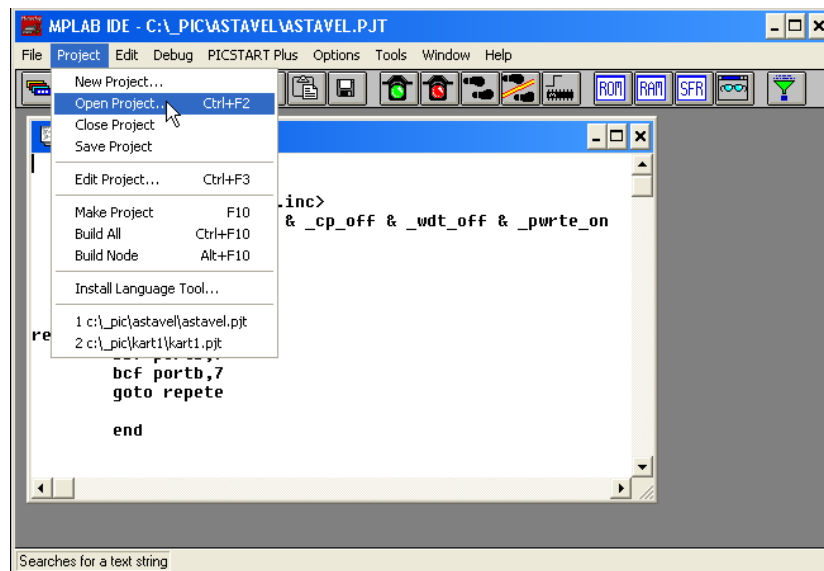 MPLAB IDE - C:\_PIC\ASTAVEL\ASTAVEL.PJT
File Project Edit Debug PICSTART Plus Options Tools Window Help
ROM RAM SFR
New Project...
Open Project... Ctrl+F2
Close Project
Save Project
Edit Project... Ctrl+F3
Make Project F10
Build All Ctrl+F10
Build Node Alt+F10
Install Language Tool...
1 c:\_pic\astavel\astavel.pjt
2 c:\_pic\kart1\kart1.pjt
.inc>
& _cp_off & _wdt_off & _pwrte_on
re
bcf portb,7
goto repete
end
Searches for a text string